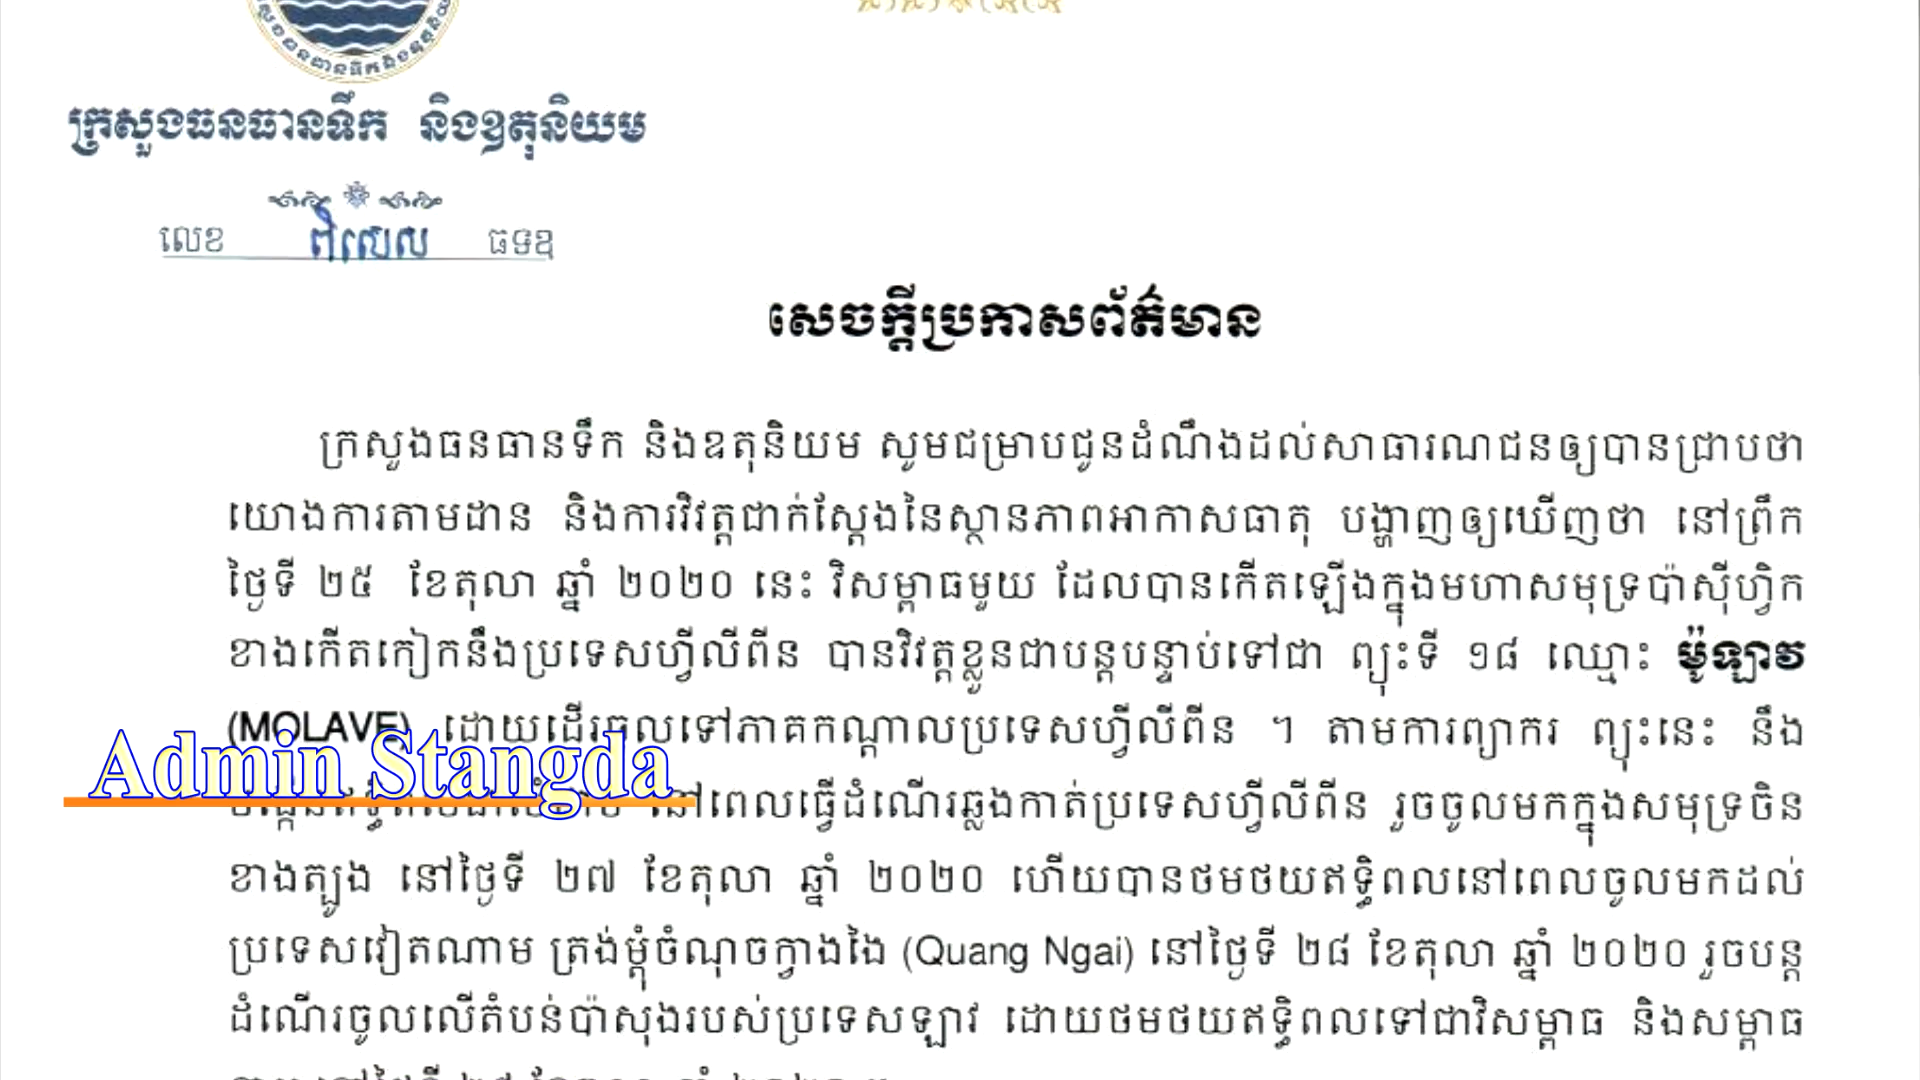 ក្រសួងធនធានទឹក និងឧតុនិយម
លេខ ពិសេស ធទឧ
សេចក្តីប្រកាសព័ត៌មាន
ក្រសួងធនធានទឹក និងឧតុនិយម សូមជម្រាបជូនដំណឹងដល់សាធារណជនឲ្យបានជ្រាបថា
យោងការតាមដាន និងការវិវត្តជាក់ស្តែងនៃស្ថានភាពអាកាសធាតុ បង្ហាញឲ្យឃើញថា នៅព្រឹក
ថ្ងៃទី ២៥ ខែតុលា ឆ្នាំ ២០២០ នេះ វិសម្ពាធមួយ ដែលបានកើតឡើងក្នុងមហាសមុទ្រប៉ាស៊ីហ្វិក
ខាងកើតកៀកនឹងប្រទេសហ្វីលីពីន បានវិវត្តខ្លួនជាបន្តបន្ទាប់ទៅជា ព្យុះទី ១៨ ឈ្មោះ ម៉ូឡាវ
(MOLAVE) ដោយដើរចូលទៅភាគកណ្តាលប្រទេសហ្វីលីពីន ។ តាមការព្យាករ ព្យុះនេះ នឹង
Admin Stangda
នៅពេលធ្វើដំណើរឆ្លងកាត់ប្រទេសហ្វីលីពីន រួចចូលមកក្នុងសមុទ្រចិន
ខាងត្បូង នៅថ្ងៃទី ២៧ ខែតុលា ឆ្នាំ ២០២០ ហើយបានថមថយឥទ្ធិពលនៅពេលចូលមកដល់
ប្រទេសវៀតណាម ត្រង់ម្តុំចំណុចក្វាងង៉ៃ (Quang Ngai) នៅថ្ងៃទី ២៨ ខែតុលា ឆ្នាំ ២០២០ រួចបន្ត
ដំណើរចូលលើតំបន់ប៉ាសុងរបស់ប្រទេសឡាវ ដោយថមថយឥទ្ធិពលទៅជាវិសម្ពាធ និងសម្ពាធ